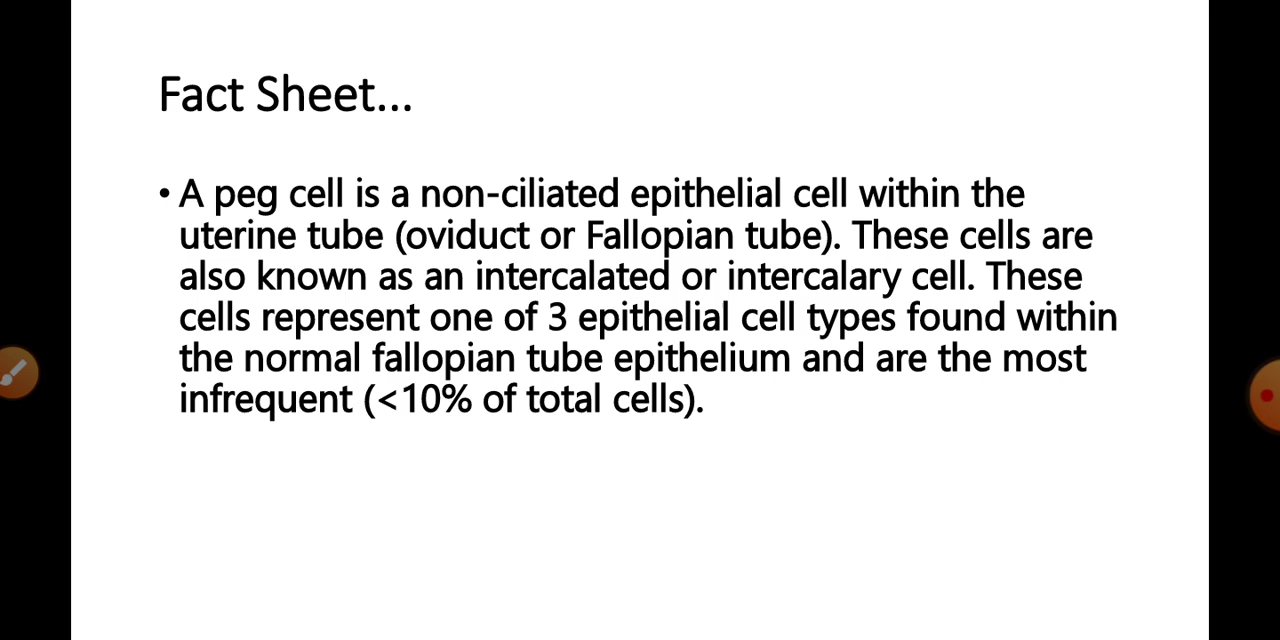 Fact Sheet...
• A peg cell is a non-ciliated epithelial cell within the
uterine tube (oviduct or Fallopian tube). These cells are
also known as an intercalated or intercalary cell. These
cells represent one of 3 epithelial cell types found within
the normal fallopian tube epithelium and are the most
infrequent (<10% of total cells).